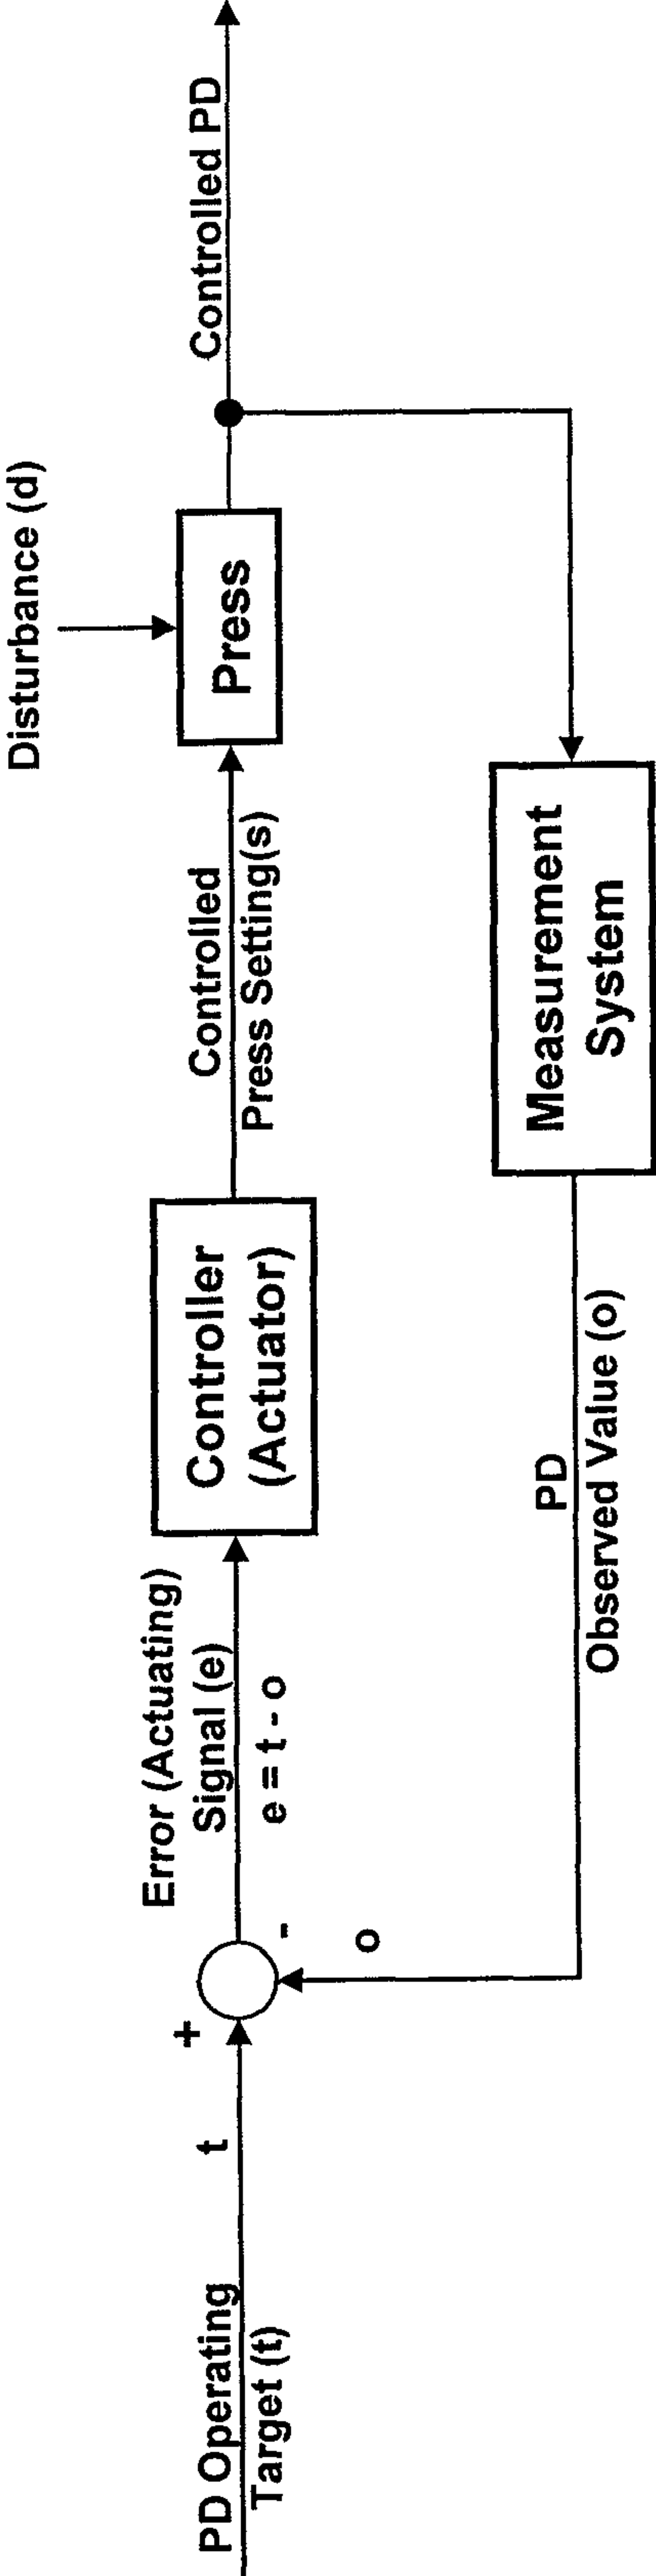 PD Operating
Target (t)
t
+
-
o
Error (Actuating)
Signal (e)
e = t - o
Controller
(Actuator)
Controlled
Press Setting(s)
Disturbance (d)
Press
Controlled PD
Measurement
System
PD
Observed Value (o)